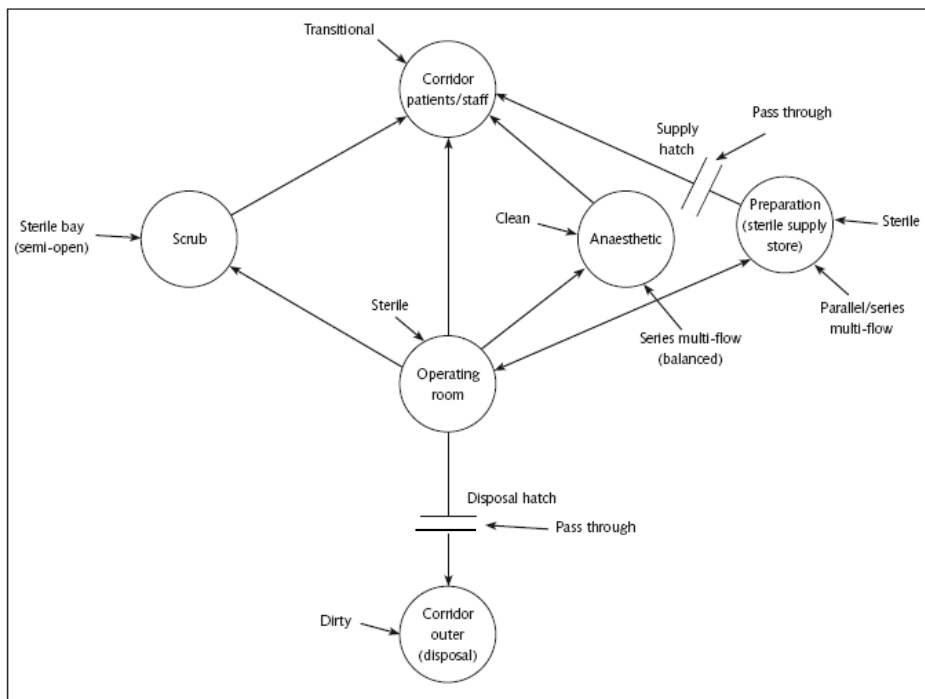 Transitional
Corridor
patients/staff
Supply
hatch
Pass through
Sterile bay
(semi-open)
Scrub
Clean
Anaesthetic
Preparation
(sterile supply
store)
Sterile
Parallel/series
multi-flow
Series multi-flow
(balanced)
Sterile
Operating
room
Disposal hatch
Pass through
Dirty
Corridor
outer
(disposal)